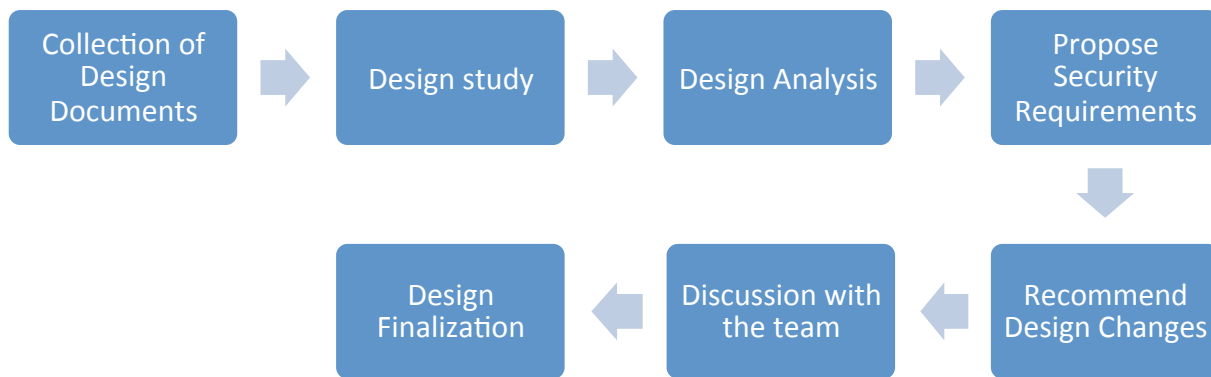 Collection of
Design
Documents
Design study
Design Analysis
Propose
Security
Requirements
Recommend
Design Changes
Discussion with
the team
Design
Finalization